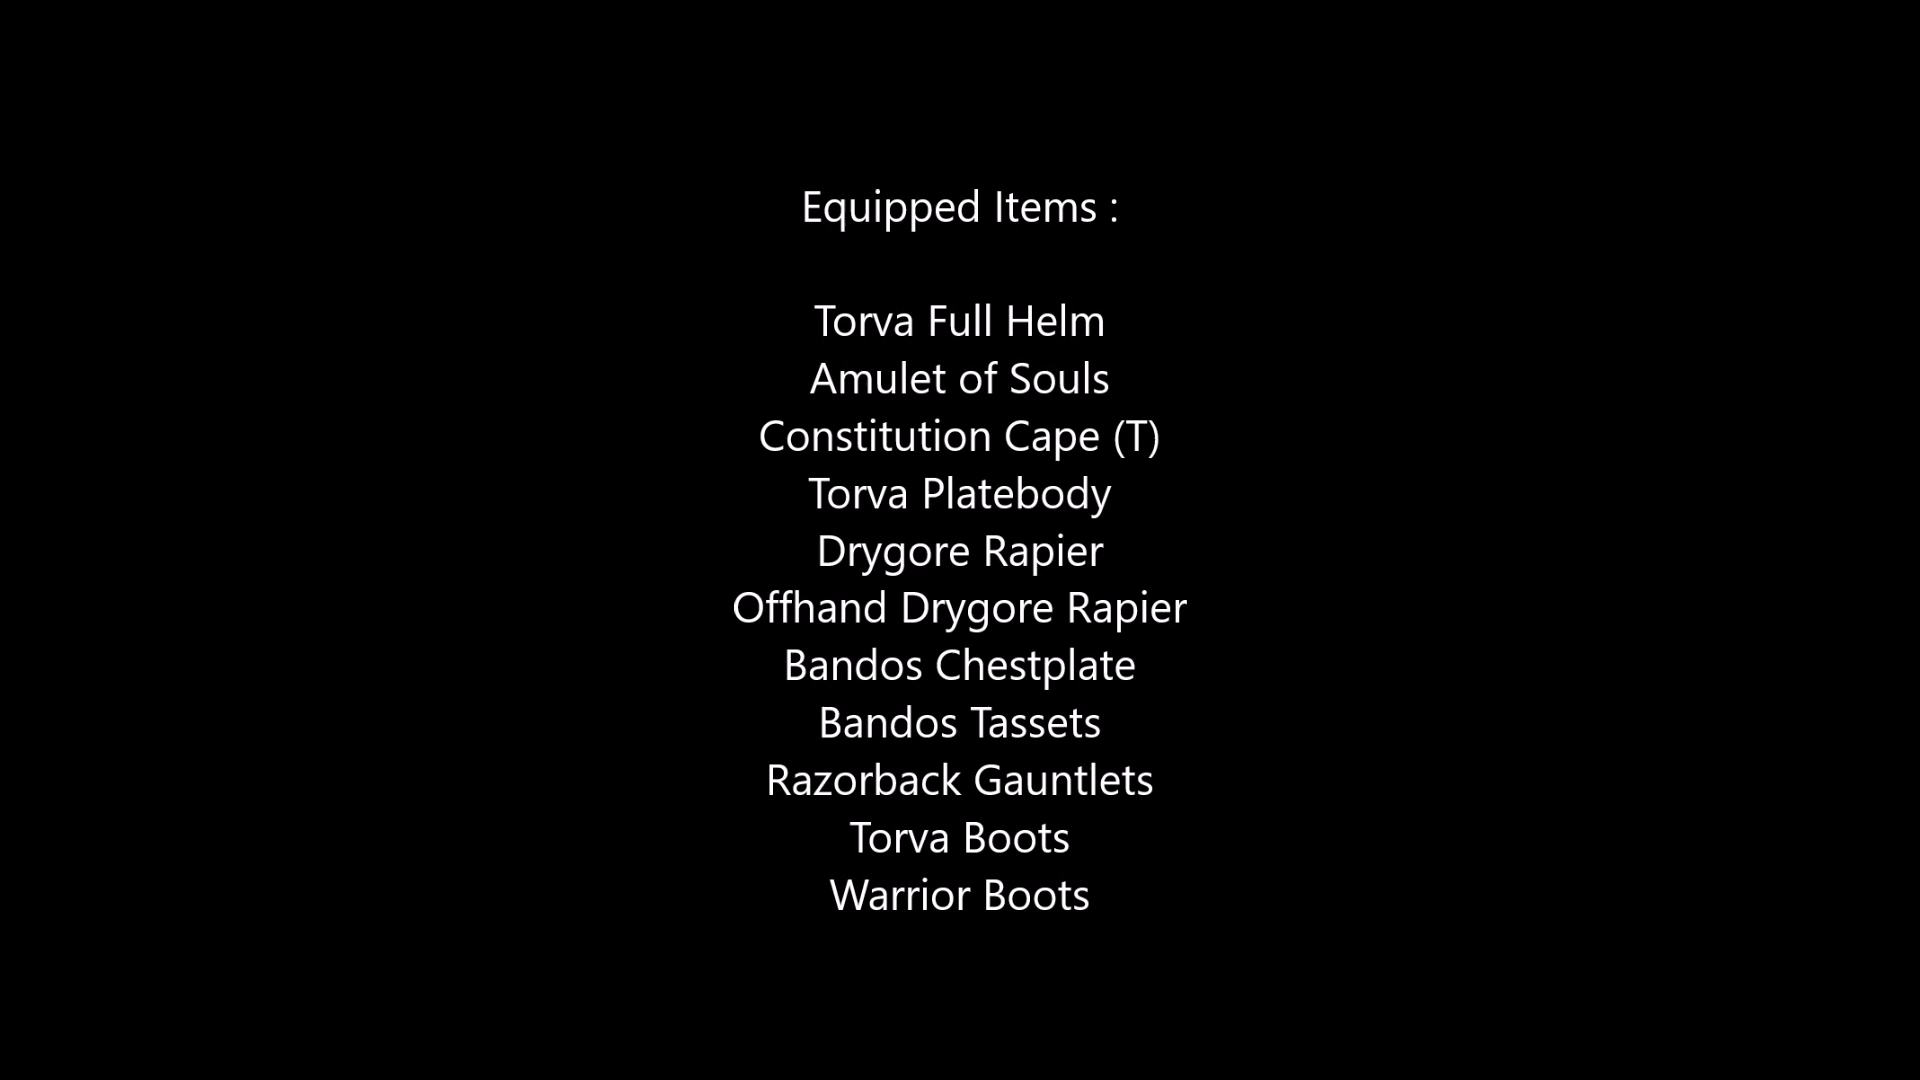 Equipped Items :
Torva Full Helm
Amulet of Souls
Constitution Cape (T)
Torva Platebody
Drygore Rapier
Offhand Drygore Rapier
Bandos Chestplate
Bandos Tassets
Razorback Gauntlets
Torva Boots
Warrior Boots